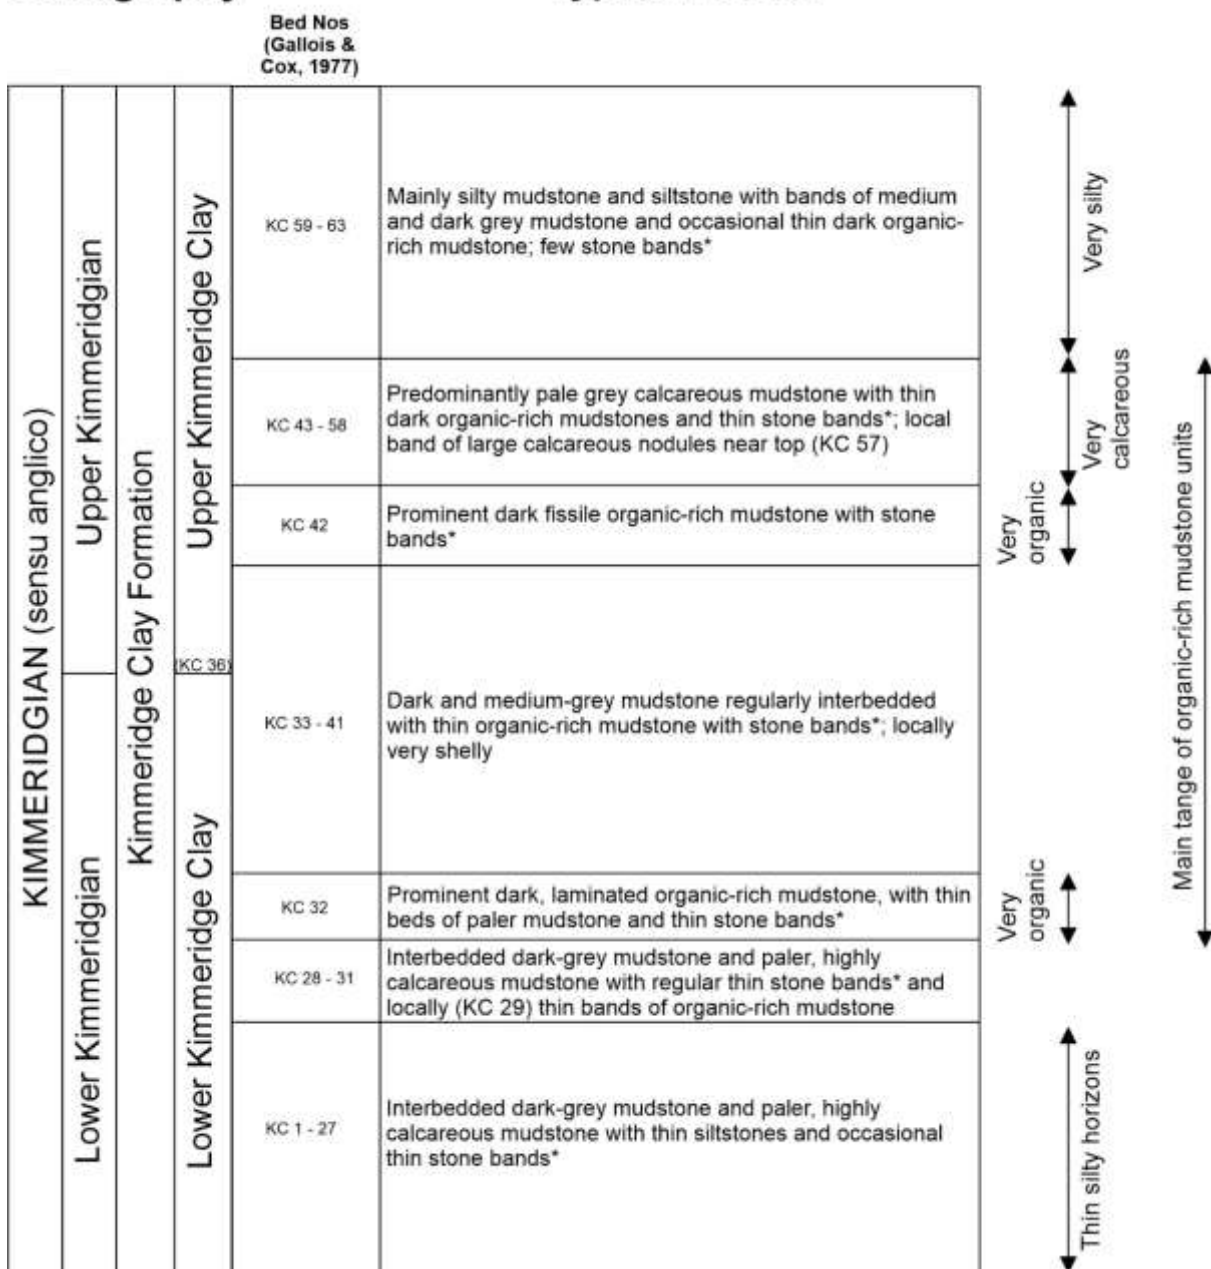 Bed Nos
(Gallois &
Cox, 1977)
KIMMERIDGIAN (sensu anglico)
Upper Kimmeridgian
Lower Kimmeridgian
Kimmeridge Clay Formation
Upper Kimmeridge Clay
(KC 36)
Lower Kimmeridge Clay
KC 59 - 63
Mainly silty mudstone and siltstone with bands of medium
and dark grey mudstone and occasional thin dark organic-
rich mudstone; few stone bands*
Very silty
KC 43 - 58
Predominantly pale grey calcareous mudstone with thin
dark organic-rich mudstones and thin stone bands*; local
band of large calcareous nodules near top (KC 57)
Very
calcareous
KC 42
Prominent dark fissile organic-rich mudstone with stone
bands*
Very
organic
KC 33 - 41
Dark and medium-grey mudstone regularly interbedded
with thin organic-rich mudstone with stone bands*; locally
very shelly
KC 32
Prominent dark, laminated organic-rich mudstone, with thin
beds of paler mudstone and thin stone bands*
Very
organic
KC 28 - 31
Interbedded dark-grey mudstone and paler, highly
calcareous mudstone with regular thin stone bands* and
locally (KC 29) thin bands of organic-rich mudstone
KC 1 - 27
Interbedded dark-grey mudstone and paler, highly
calcareous mudstone with thin siltstones and occasional
thin stone bands*
Thin silty horizons
Main tange of organic-rich mudstone units